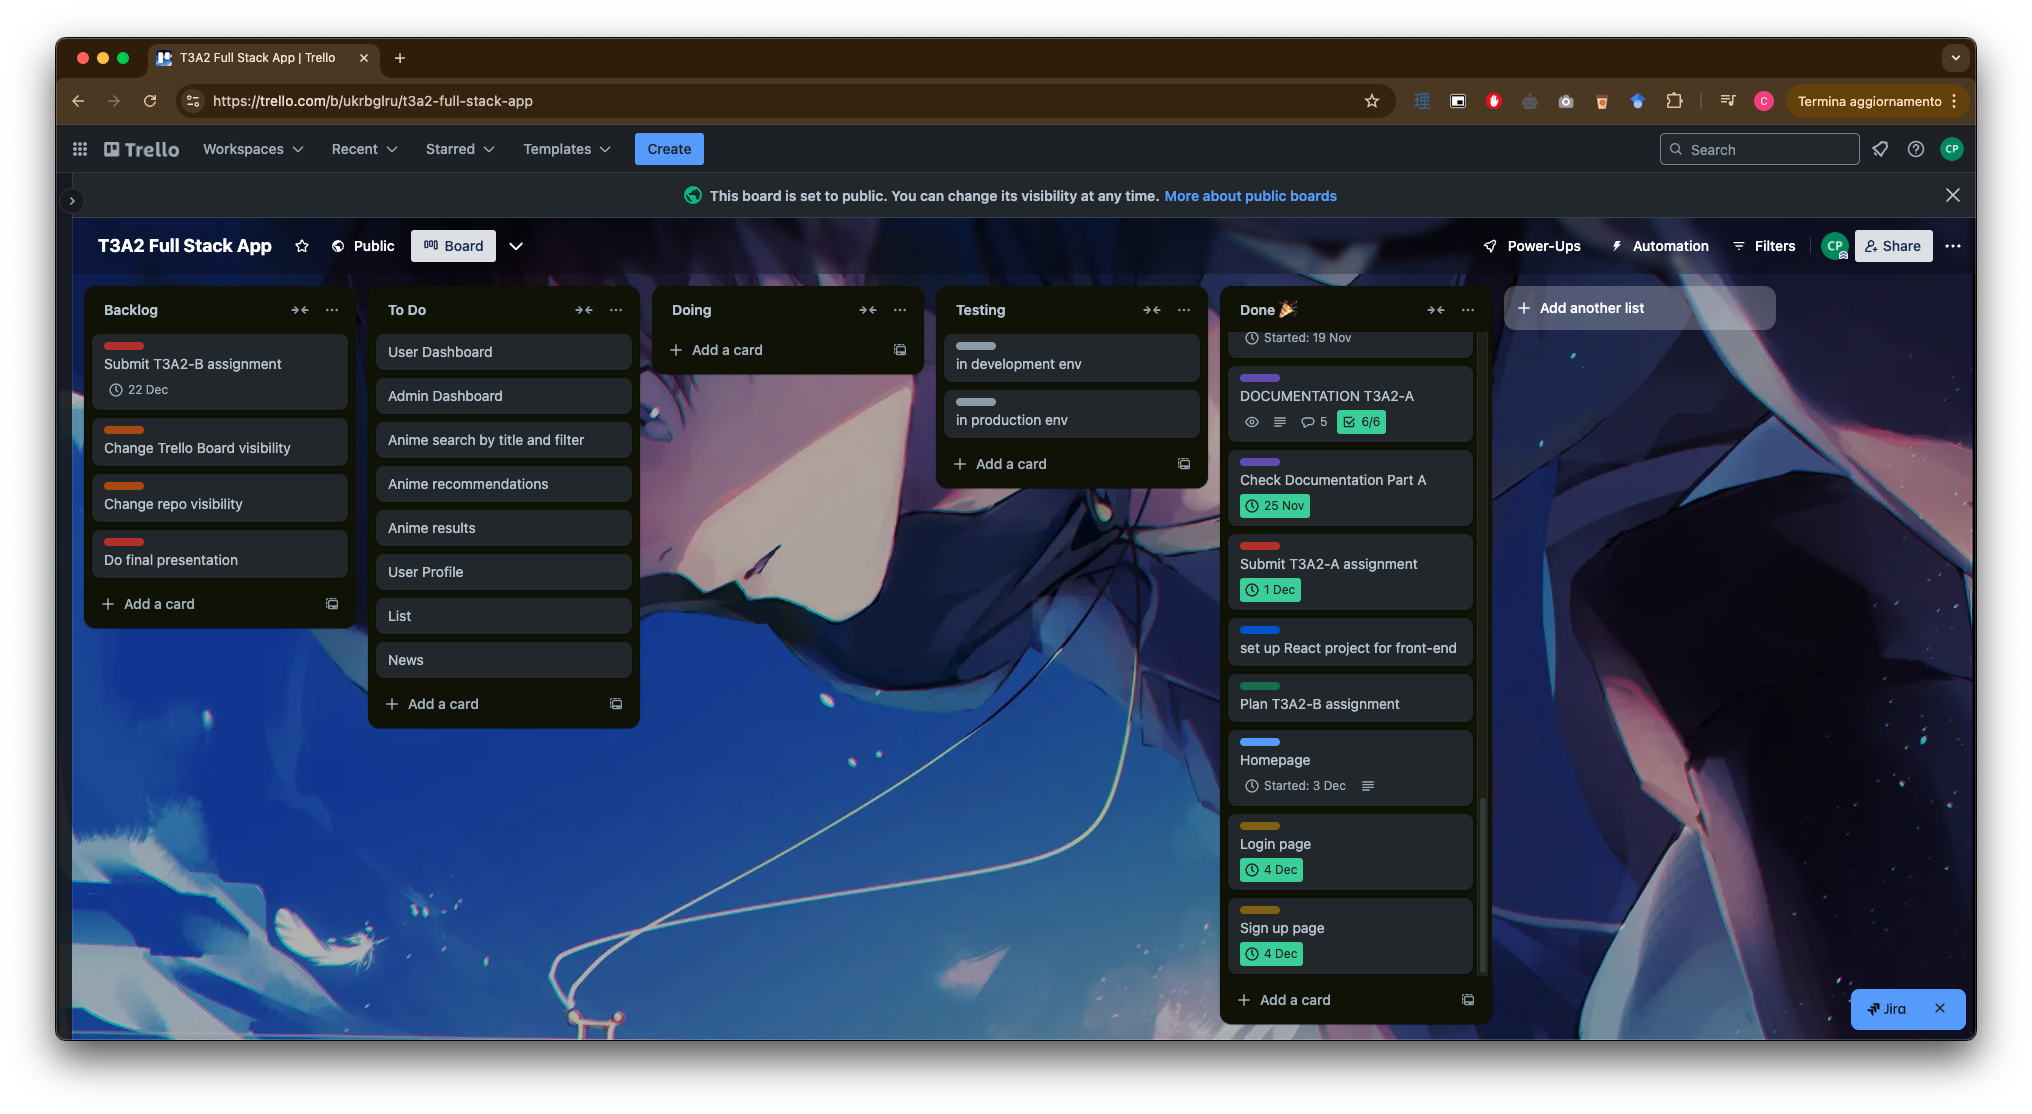 T3A2 Full Stack App | Trello
https://trello.com/b/ukrbglru/t3a2-full-stack-app
C
Termina aggiornamento
Trello
Workspaces
Recent
Starred
Templates
Create
Search
CP
This board is set to public. You can change its visibility at any time. More about public boards
T3A2 Full Stack App
Public
Board
Power-Ups
Automation
Filters
CP
Share
Backlog
Submit T3A2-B assignment
22 Dec
Change Trello Board visibility
Change repo visibility
Do final presentation
Add a card
To Do
User Dashboard
Admin Dashboard
Anime search by title and filter
Anime recommendations
Anime results
User Profile
List
News
Add a card
Doing
Add a card
Testing
in development env
in production env
Add a card
Done 🎉
Started: 19 Nov
DOCUMENTATION T3A2-A
5
6/6
Check Documentation Part A
25 Nov
Submit T3A2-A assignment
1 Dec
set up React project for front-end
Plan T3A2-B assignment
Homepage
Started: 3 Dec
Login page
4 Dec
Sign up page
4 Dec
Add a card
Add another list
Jira